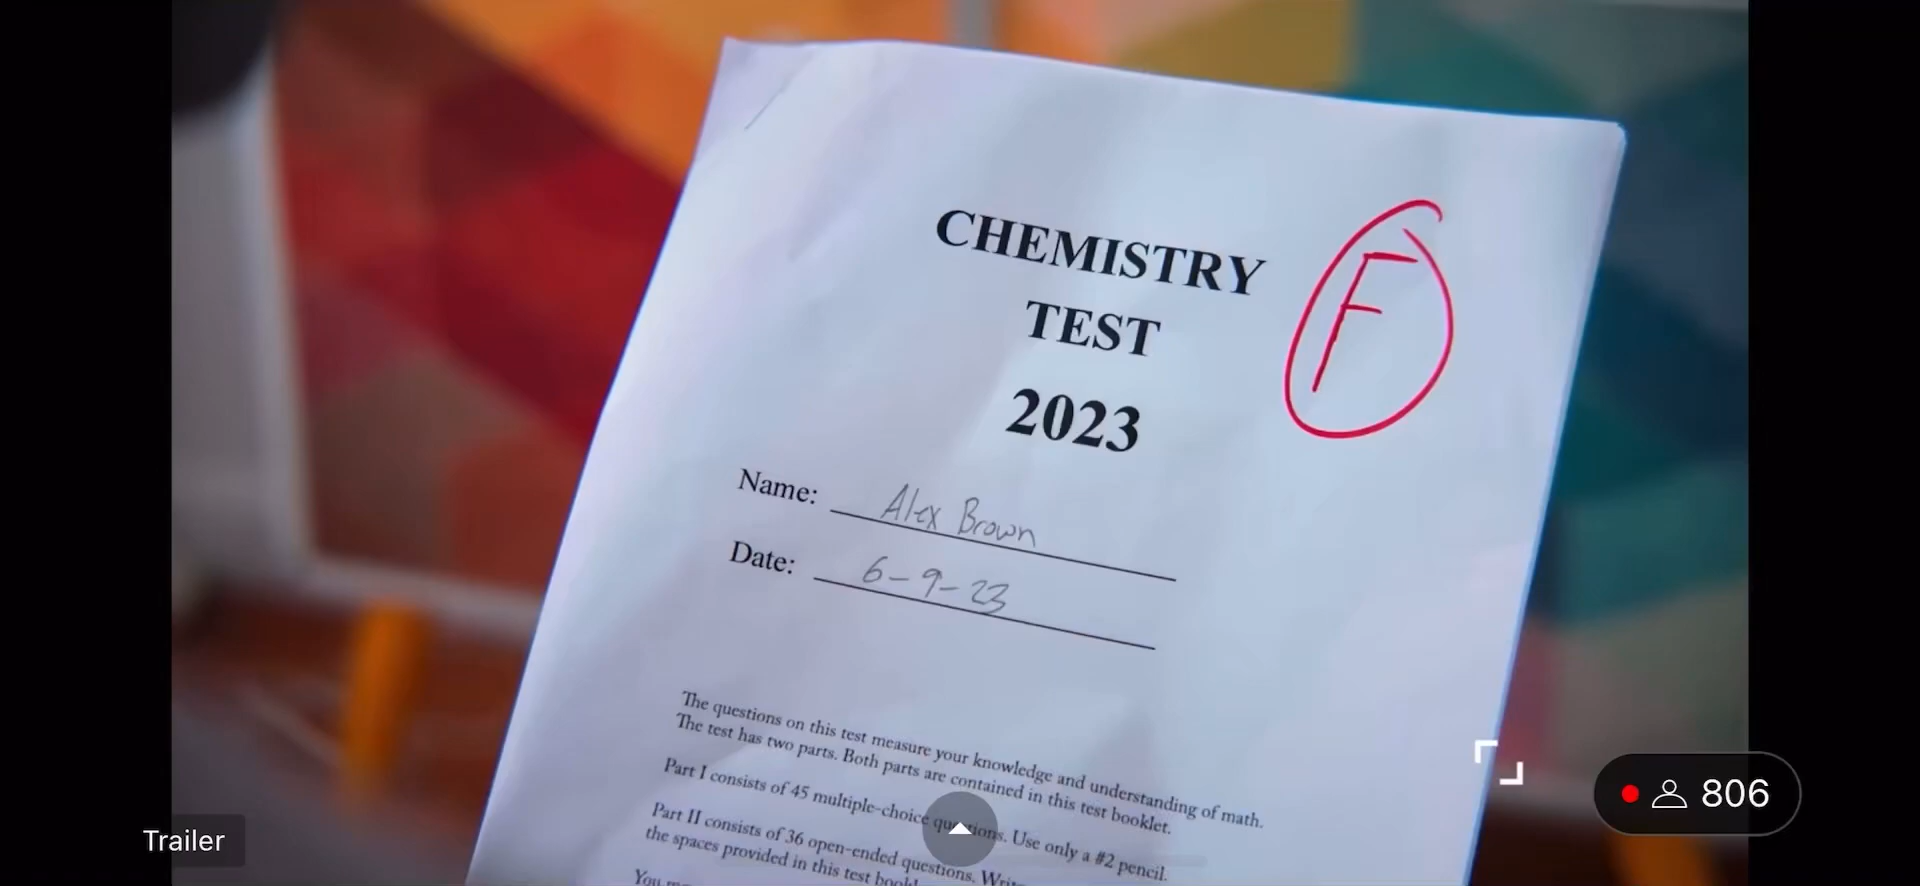 CHEMISTRY
TEST
2023
F
Name: Alex Brown
Date: 6-9-23
The questions on this test measure your knowledge and understanding of math.
The test has two parts. Both parts are contained in this test booklet.
Part I consists of 45 multiple-choice questions. Use only a #2 pencil.
Part II consists of 36 open-ended questions.
the spaces provided in this test
You
Trailer
806